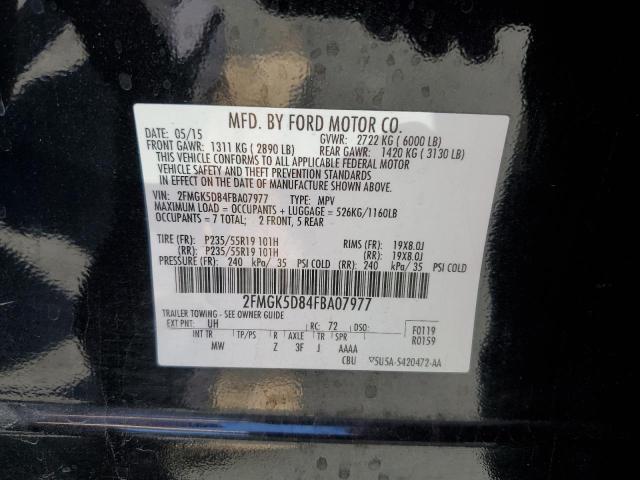 MFD. BY FORD MOTOR CO.
DATE: 05/15 GVWR: 2722 KG ( 6000 LB)
FRONT GAWR: 1311 KG ( 2890 LB) REAR GAWR: 1420 KG ( 3130 LB)
THIS VEHICLE CONFORMS TO ALL APPLICABLE FEDERAL MOTOR
VEHICLE SAFETY AND THEFT PREVENTION STANDARDS IN EFFECT
ON THE DATE OF MANUFACTURE SHOWN ABOVE.
VIN: 2FMGK5D84FBA07977 TYPE: MPV
MAXIMUM LOAD = OCCUPANTS + LUGGAGE = 526KG/1160LB
OCCUPANTS = 7 TOTAL; 2 FRONT, 5 REAR
TIRE (FR): P235/55R19 101H RIMS (FR): 19X8.0J
(RR): P235/55R19 101H (RR): 19X8.0J
PRESSURE (FR): 240 kPa/ 35 PSI COLD (RR): 240 kPa/ 35 PSI COLD
2FMGK5D84FBA07977
TRAILER TOWING - SEE OWNER GUIDE
EXT PNT: UH RC: 72 DSO: F0119
INT TR TP/PS R AXLE TR SPR R0159
MW Z 3F J AAAA
CBU 5U5A-5420472-AA